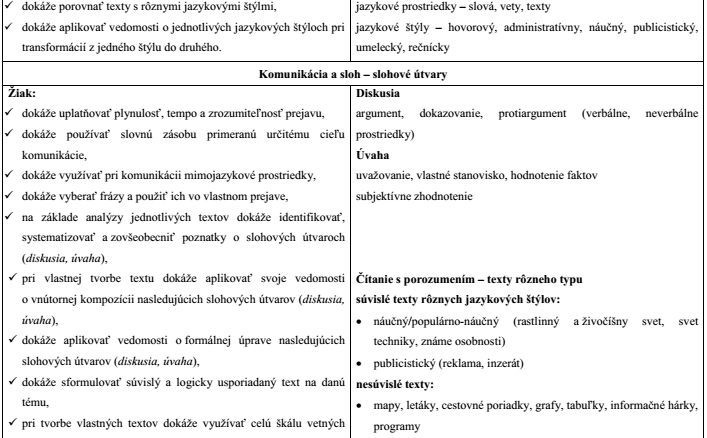 ✓ dokáže porovnať texty s rôznymi jazykovými štýlmi,
✓ dokáže aplikovať vedomosti o jednotlivých jazykových štýloch pri
transformácií z jedného štýlu do druhého.
jazykové prostriedky – slová, vety, texty
jazykové štýly – hovorový, administratívny, náučný, publicistický,
umelecký, rečnícky
Komunikácia a sloh – slohové útvary
Žiak:
✓ dokáže uplatňovať plynulosť, tempo a zrozumiteľnosť prejavu,
✓ dokáže používať slovnú zásobu primeranú určitému cieľu
komunikácie,
✓ dokáže využívať pri komunikácii mimojazykové prostriedky,
✓ dokáže vyberať frázy a použiť ich vo vlastnom prejave,
✓ na základe analýzy jednotlivých textov dokáže identifikovať,
systematizovať a zovšeobecniť poznatky o slohových útvaroch
(diskusia, úvaha),
✓ pri vlastnej tvorbe textu dokáže aplikovať svoje vedomosti
o vnútornej kompozícii nasledujúcich slohových útvarov (diskusia,
úvaha),
✓ dokáže aplikovať vedomosti o formálnej úprave nasledujúcich
slohových útvarov (diskusia, úvaha),
✓ dokáže sformulovať súvislý a logicky usporiadaný text na danú
tému,
✓ pri tvorbe vlastných textov dokáže využívať celú škálu vetných
Diskusia
argument, dokazovanie, protiargument (verbálne, neverbálne
prostriedky)
Úvaha
uvažovanie, vlastné stanovisko, hodnotenie faktov
subjektívne zhodnotenie
Čítanie s porozumením – texty rôzneho typu
súvislé texty rôznych jazykových štýlov:
• náučný/populárno-náučný (rastlinný a živočíšny svet, svet
techniky, známe osobnosti)
• publicistický (reklama, inzerát)
nesúvislé texty:
• mapy, letáky, cestovné poriadky, grafy, tabuľky, informačné hárky,
programy